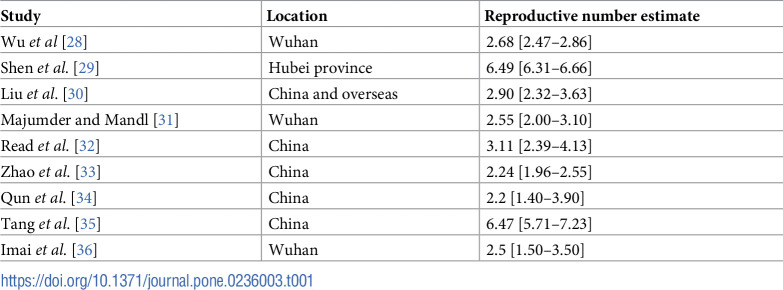 Study Location Reproductive number estimate
Wu et al [28] Wuhan 2.68 [2.47–2.86]
Shen et al. [29] Hubei province 6.49 [6.31–6.66]
Liu et al. [30] China and overseas 2.90 [2.32–3.63]
Majumder and Mandl [31] Wuhan 2.55 [2.00–3.10]
Read et al. [32] China 3.11 [2.39–4.13]
Zhao et al. [33] China 2.24 [1.96–2.55]
Qun et al. [34] China 2.2 [1.40–3.90]
Tang et al. [35] China 6.47 [5.71–7.23]
Imai et al. [36] Wuhan 2.5 [1.50–3.50]
https://doi.org/10.1371/journal.pone.0236003.t001